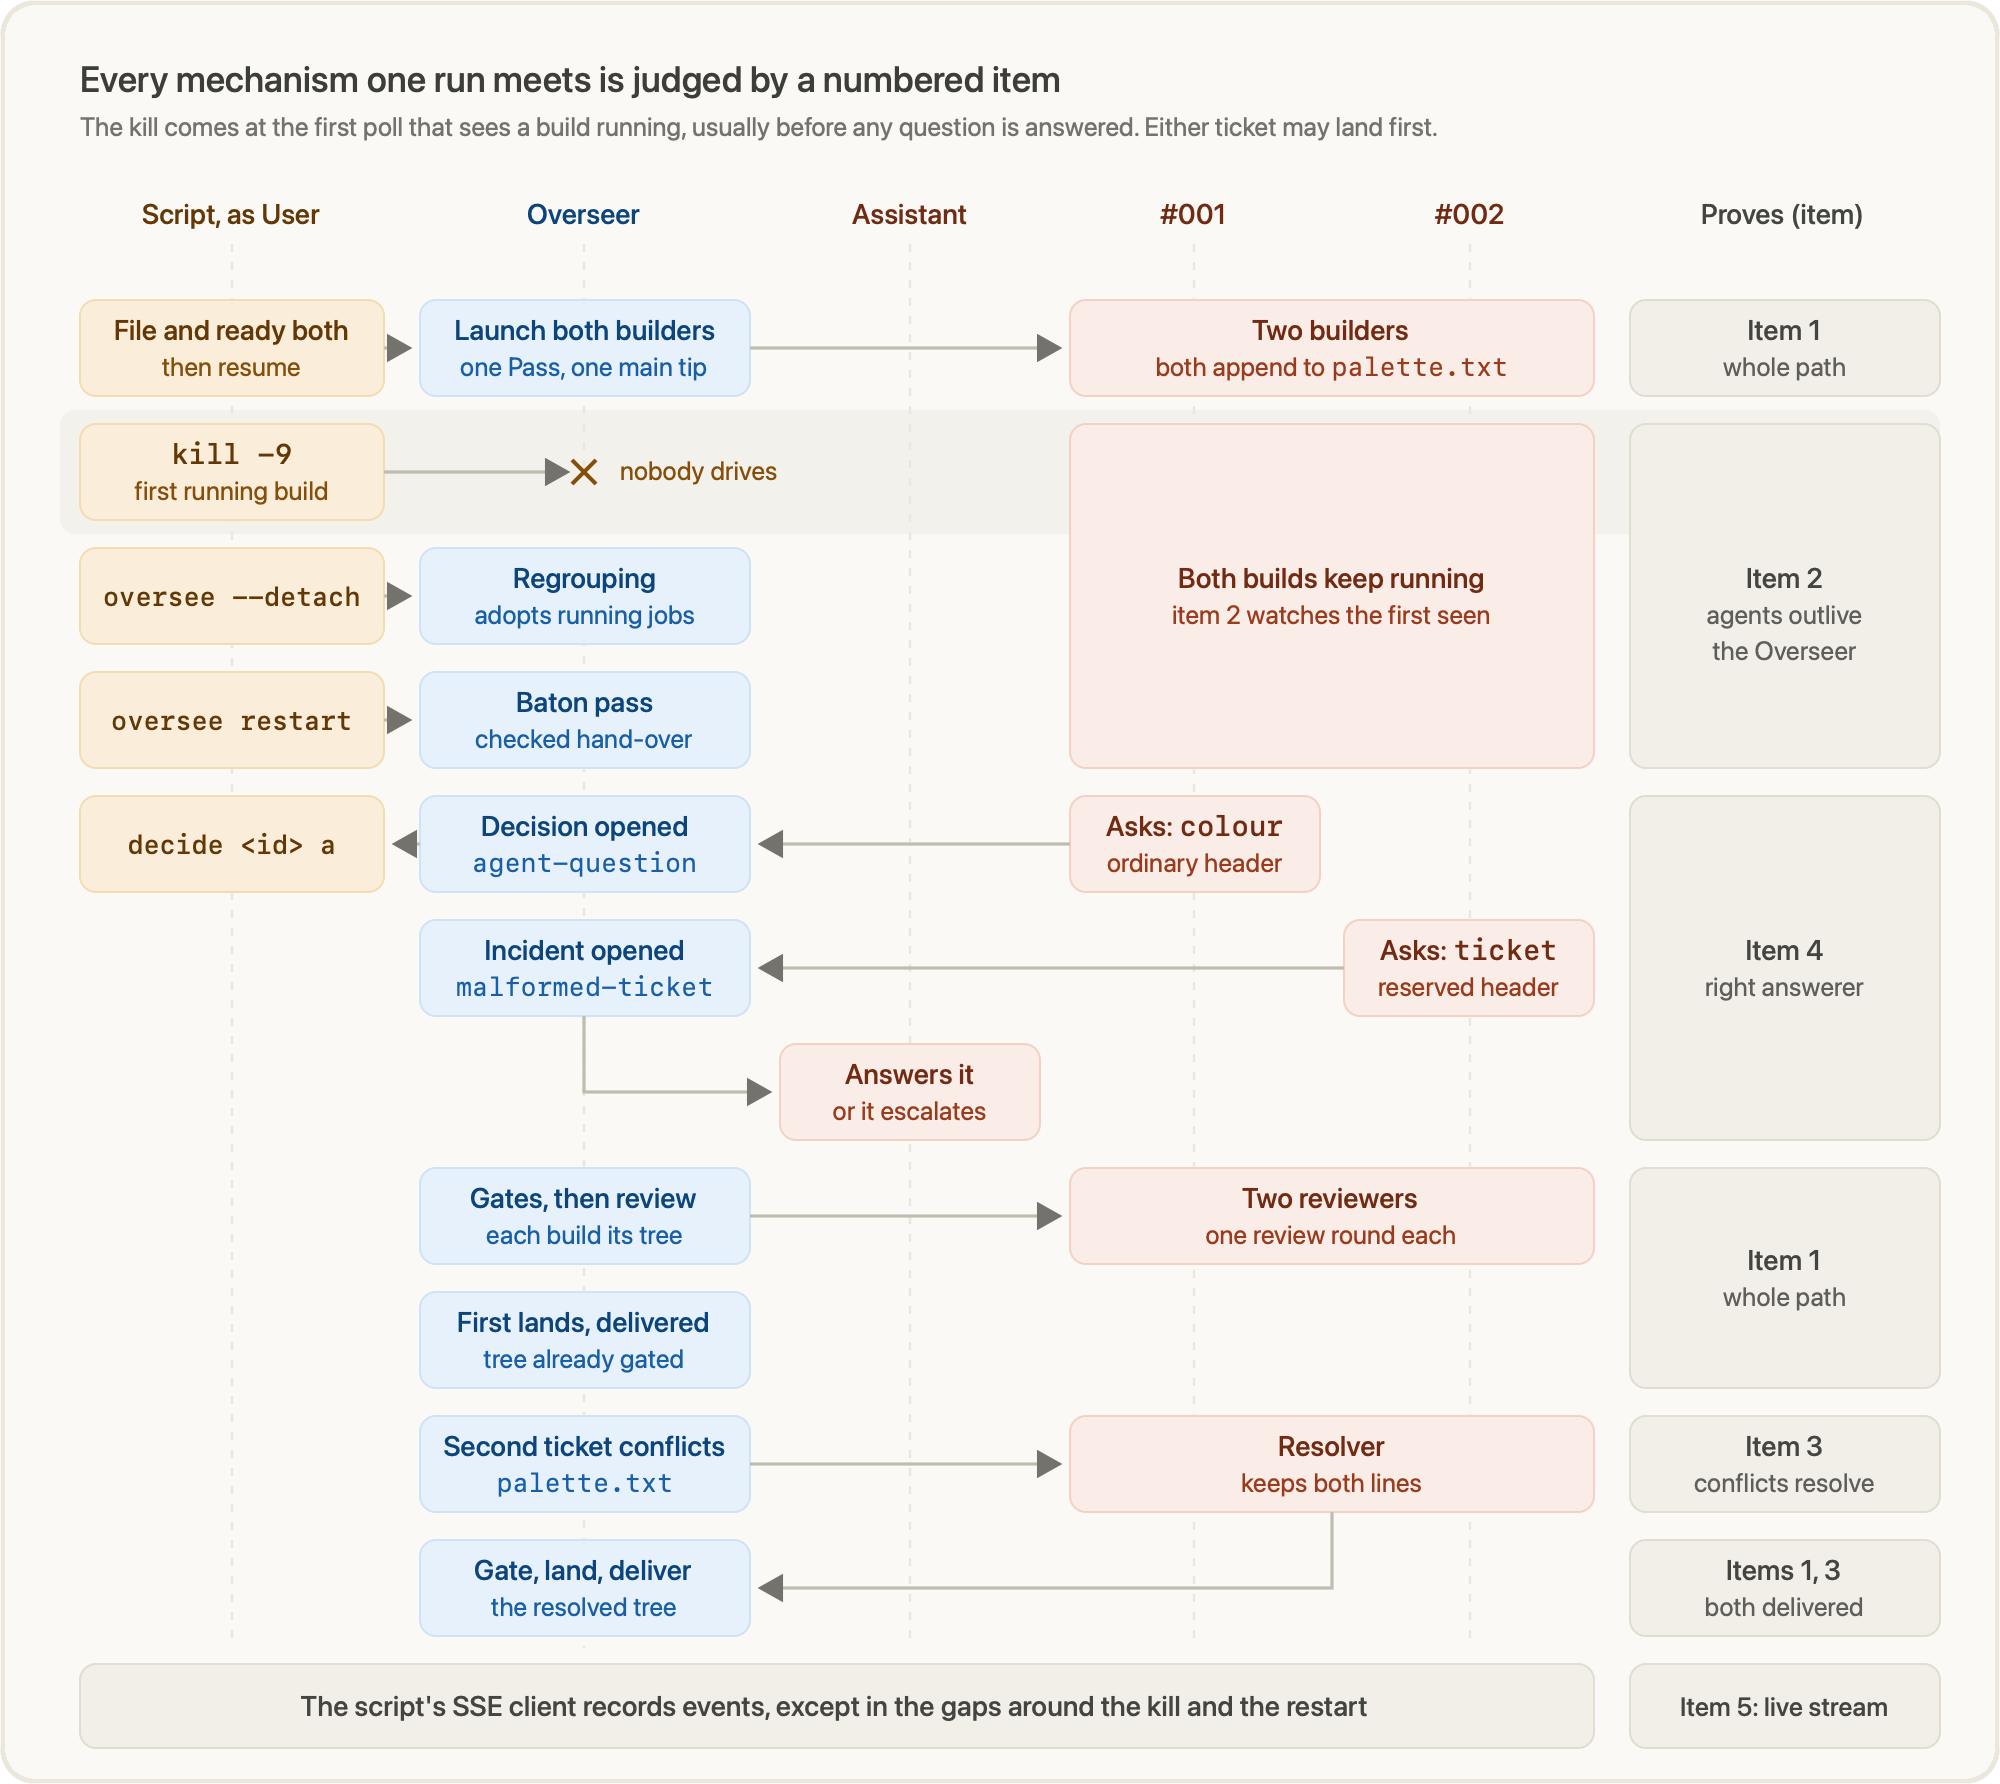 Every mechanism one run meets is judged by a numbered item
The kill comes at the first poll that sees a build running, usually before any question is answered. Either ticket may land first.
Script, as User
Overseer
Assistant
#001
#002
Proves (item)
File and ready both
then resume
Launch both builders
one Pass, one main tip
Two builders
both append to palette.txt
Item 1
whole path
kill -9
first running build
nobody drives
Both builds keep running
item 2 watches the first seen
Item 2
agents outlive
the Overseer
oversee --detach
Regrouping
adopts running jobs
oversee restart
Baton pass
checked hand-over
decide <id> a
Decision opened
agent-question
Asks: colour
ordinary header
Item 4
right answerer
Incident opened
malformed-ticket
Asks: ticket
reserved header
Answers it
or it escalates
Gates, then review
each build its tree
Two reviewers
one review round each
Item 1
whole path
First lands, delivered
tree already gated
Second ticket conflicts
palette.txt
Resolver
keeps both lines
Item 3
conflicts resolve
Gate, land, deliver
the resolved tree
Items 1, 3
both delivered
The script's SSE client records events, except in the gaps around the kill and the restart
Item 5: live stream